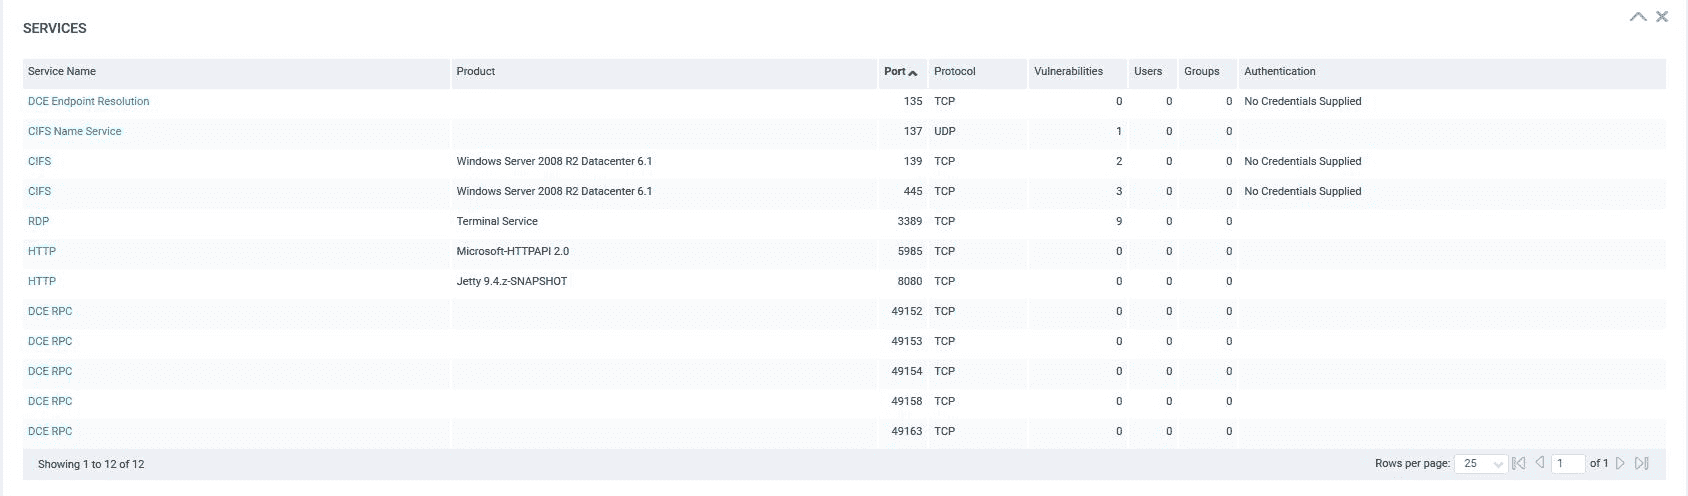 SERVICES
Service Name Product Port Protocol Vulnerabilities Users Groups Authentication
DCE Endpoint Resolution 135 TCP 0 0 0 No Credentials Supplied
CIFS Name Service 137 UDP 1 0 0
CIFS Windows Server 2008 R2 Datacenter 6.1 139 TCP 2 0 0 No Credentials Supplied
CIFS Windows Server 2008 R2 Datacenter 6.1 445 TCP 3 0 0 No Credentials Supplied
RDP Terminal Service 3389 TCP 9 0 0
HTTP Microsoft-HTTPAPI 2.0 5985 TCP 0 0 0
HTTP Jetty 9.4.z-SNAPSHOT 8080 TCP 0 0 0
DCE RPC 49152 TCP 0 0 0
DCE RPC 49153 TCP 0 0 0
DCE RPC 49154 TCP 0 0 0
DCE RPC 49158 TCP 0 0 0
DCE RPC 49163 TCP 0 0 0
Showing 1 to 12 of 12 Rows per page: 25 1 of 1